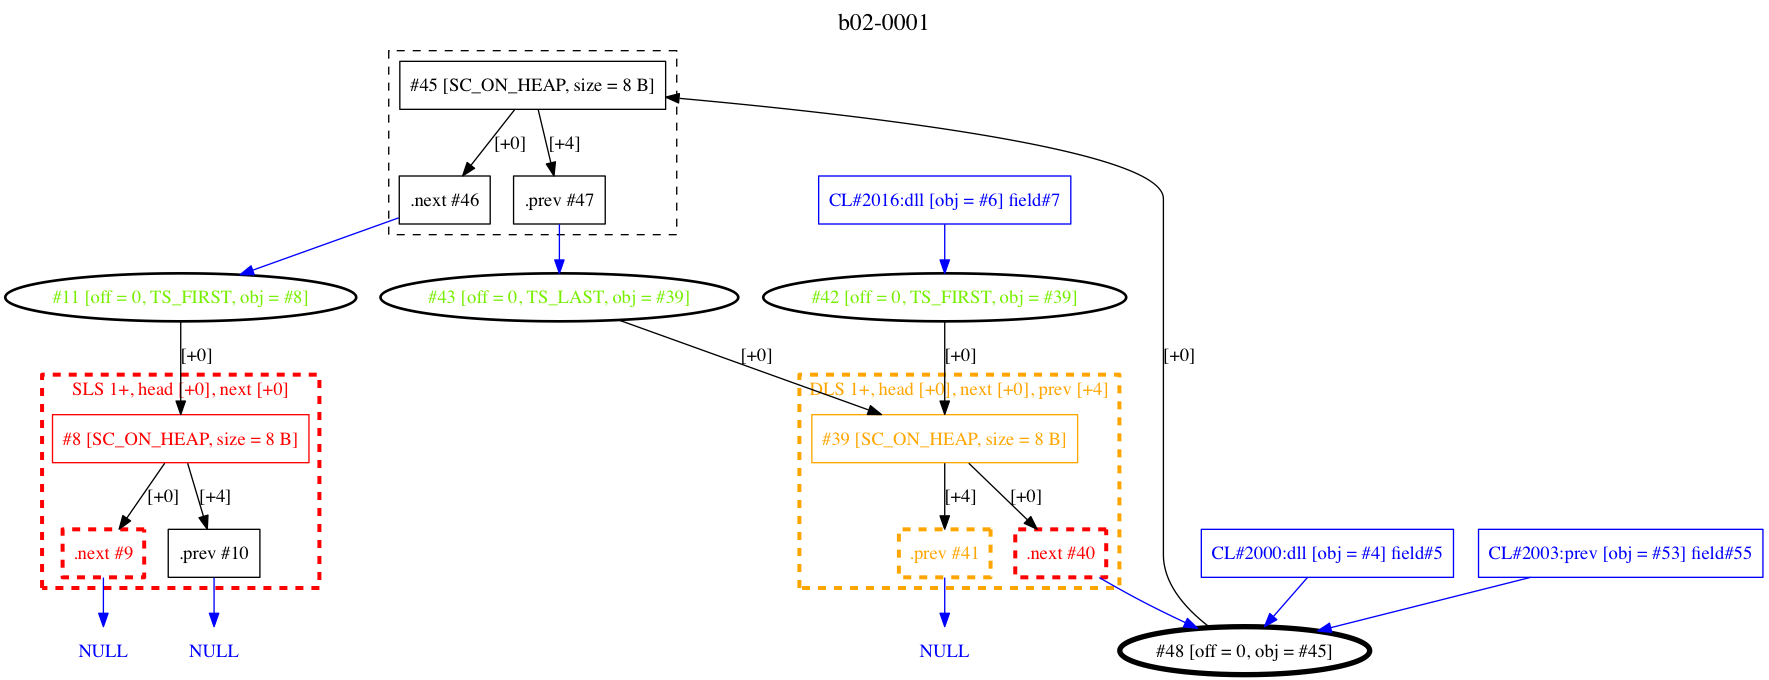 b02-0001
#45 [SC_ON_HEAP, size = 8 B]
[+0]
[+4]
.next #46
.prev #47
CL#2016:dll [obj = #6] field#7
#11 [off = 0, TS_FIRST, obj = #8]
#43 [off = 0, TS_LAST, obj = #39]
#42 [off = 0, TS_FIRST, obj = #39]
[+0]
[+0]
[+0]
[+0]
SLS 1+, head [+0], next [+0]
DLS 1+, head [+0], next [+0], prev [+4]
#8 [SC_ON_HEAP, size = 8 B]
#39 [SC_ON_HEAP, size = 8 B]
[+0]
[+4]
[+4]
[+0]
.next #9
.prev #10
.prev #41
.next #40
CL#2000:dll [obj = #4] field#5
CL#2003:prev [obj = #53] field#55
NULL
NULL
NULL
#48 [off = 0, obj = #45]